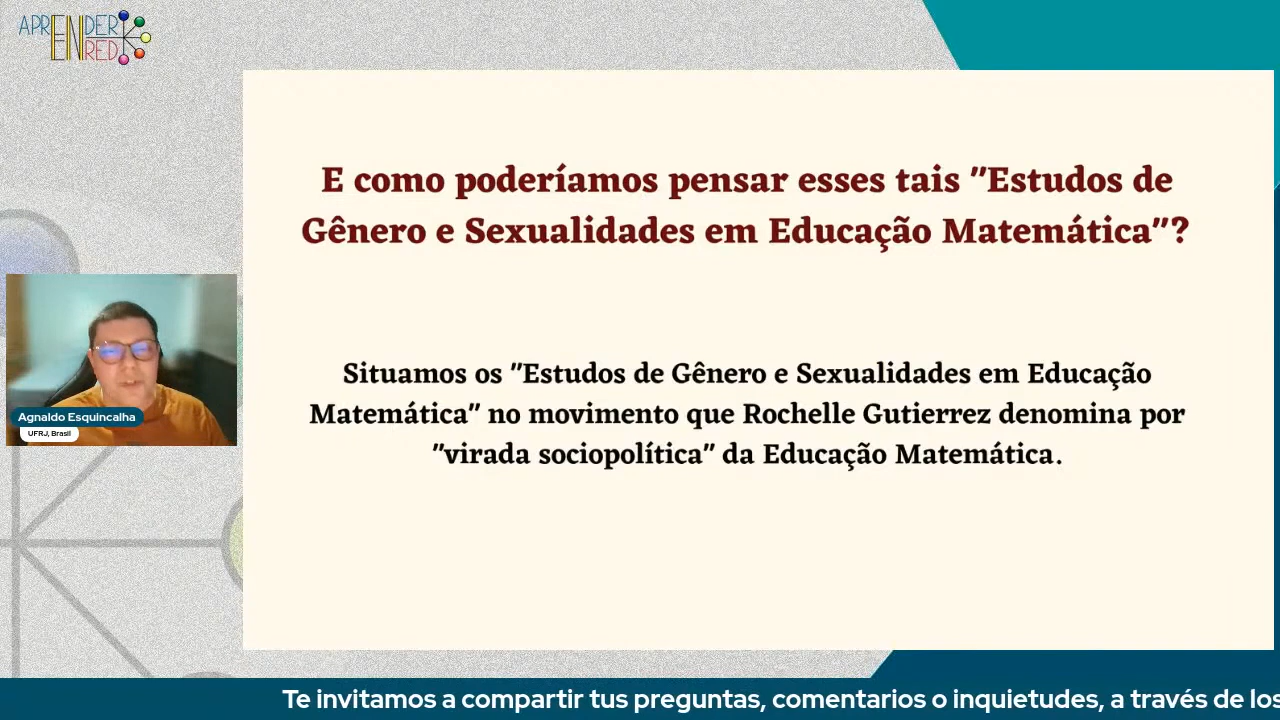 APRENDER
EN RED
E como poderíamos pensar esses tais "Estudos de
Gênero e Sexualidades em Educação Matemática"?
Situamos os "Estudos de Gênero e Sexualidades em Educação
Matemática" no movimento que Rochelle Gutierrez denomina por
"virada sociopolítica" da Educação Matemática.
Agnaldo Esquincalha
UFRJ, Brasil
Te invitamos a compartir tus preguntas, comentarios o inquietudes, a través de los